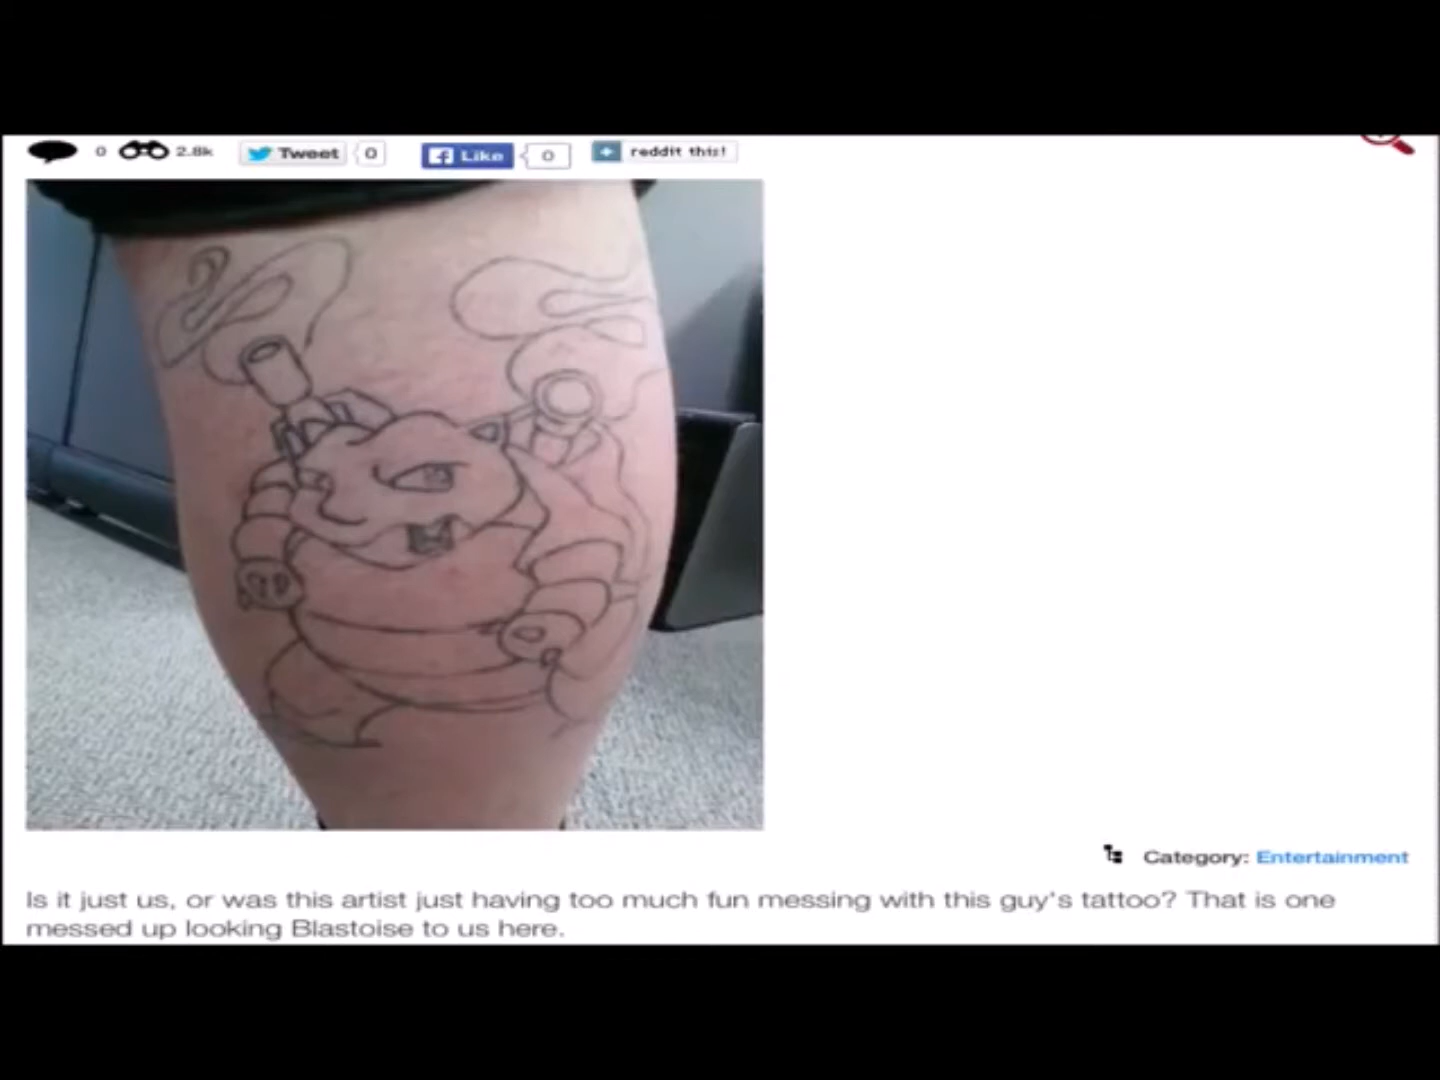 0 2.8k Tweet 0 Like 0 reddit this!
Category: Entertainment
Is it just us, or was this artist just having too much fun messing with this guy's tattoo? That is one
messed up looking Blastoise to us here.